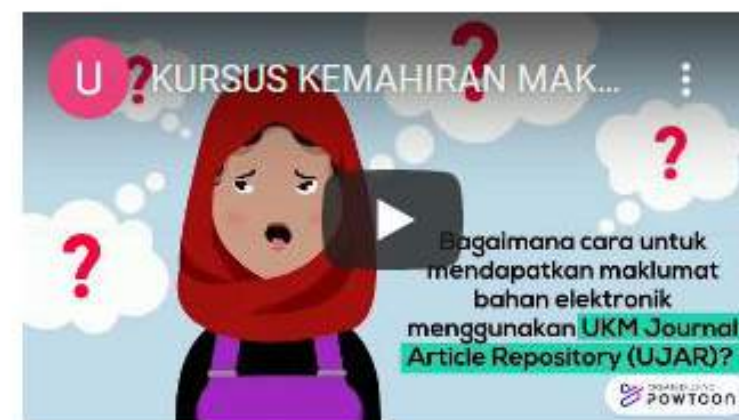 U KURSUS KEMAHIRAN MAK...
?
?
?
?
Bagaimana cara untuk
mendapatkan maklumat
bahan elektronik
menggunakan UKM Journal
Article Repository (UJAR)?
POWTOON